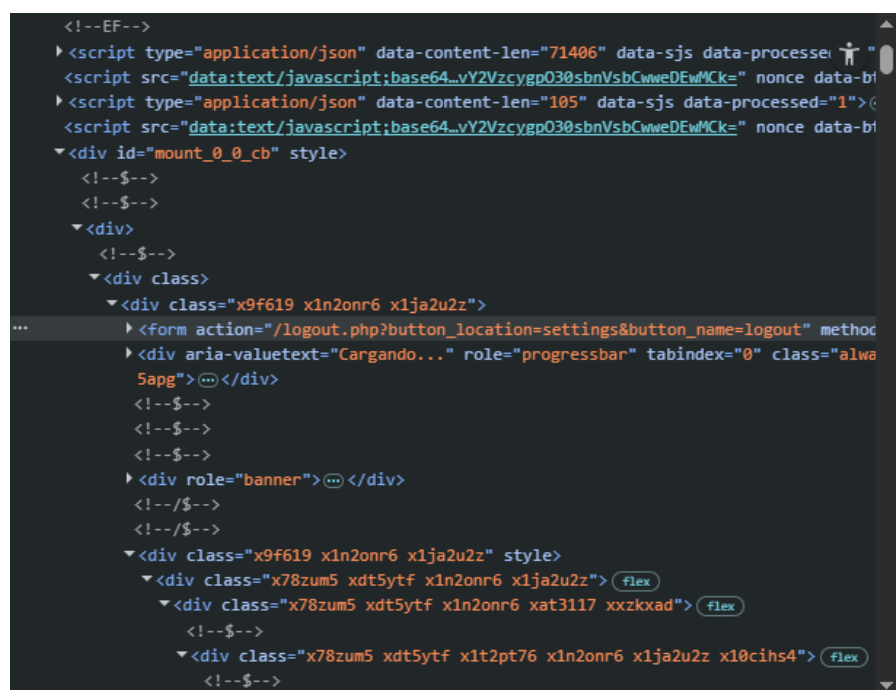 <!--EF-->
<script type="application/json" data-content-len="71406" data-sjs data-processed "
<script src="data:text/javascript;base64…vY2VzcygpO30sbnVsbCwweDEwMCk=" nonce data-bt
<script type="application/json" data-content-len="105" data-sjs data-processed="1">
<script src="data:text/javascript;base64…vY2VzcygpO30sbnVsbCwweDEwMCk=" nonce data-bt
<div id="mount_0_0_cb" style>
<!--$-->
<!--$-->
<div>
<!--$-->
<div class>
<div class="x9f619 x1n2onr6 x1ja2u2z">
… <form action="/logout.php?button_location=settings&button_name=logout" method
<div aria-valuetext="Cargando..." role="progressbar" tabindex="0" class="alwa
5apg">…</div>
<!--$-->
<!--$-->
<!--$-->
<div role="banner">…</div>
<!--/$-->
<!--/$-->
<div class="x9f619 x1n2onr6 x1ja2u2z" style>
<div class="x78zum5 xdt5ytf x1n2onr6 x1ja2u2z"> flex
<div class="x78zum5 xdt5ytf x1n2onr6 xat3117 xxzkxad"> flex
<!--$-->
<div class="x78zum5 xdt5ytf x1t2pt76 x1n2onr6 x1ja2u2z x10cihs4"> flex
<!--$-->